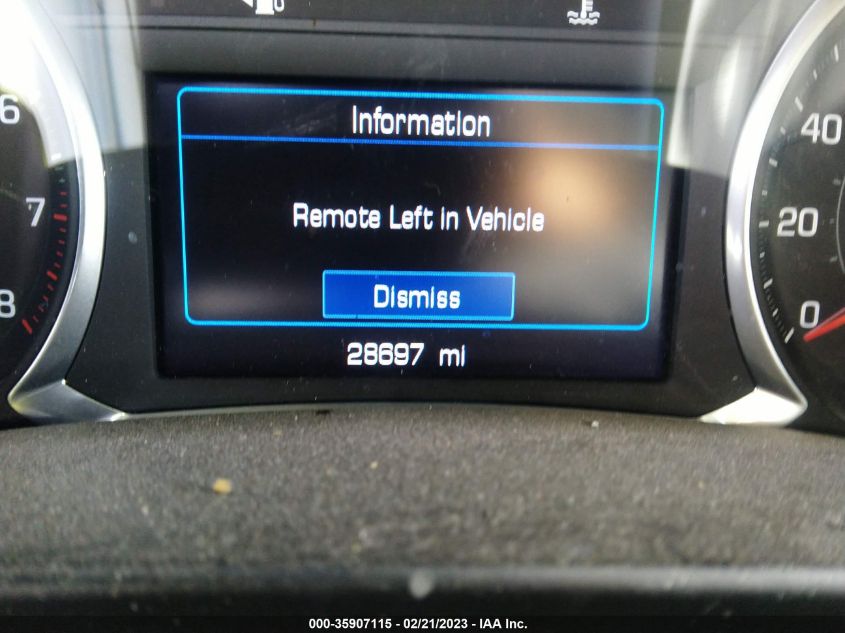 6
7
8
Information
Remote Left in Vehicle
Dismiss
28697 mi
40
20
0
000-35907115 - 02/21/2023 - IAA Inc.